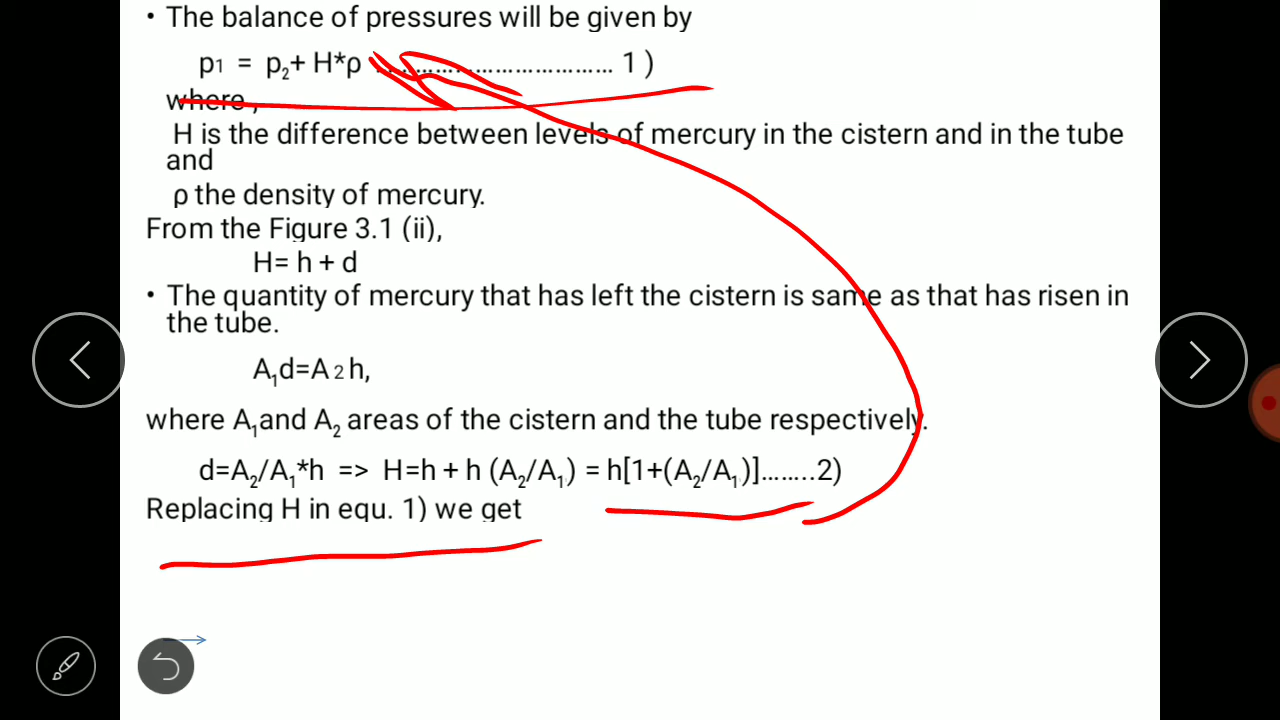 • The balance of pressures will be given by
p1 = p₂+ H*ρ ................................... 1 )
where ,
H is the difference between levels of mercury in the cistern and in the tube
and
ρ the density of mercury.
From the Figure 3.1 (ii),
H= h + d
• The quantity of mercury that has left the cistern is same as that has risen in
the tube.
A₁d=A 2 h,
where A₁and A₂ areas of the cistern and the tube respectively.
d=A₂/A₁*h => H=h + h (A₂/A₁) = h[1+(A₂/A₁)]........2)
Replacing H in equ. 1) we get